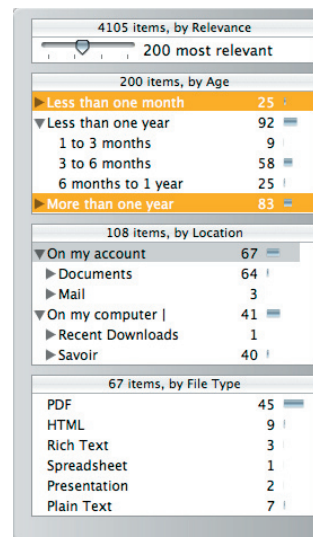 4105 items, by Relevance
200 most relevant
200 items, by Age
Less than one month 25
Less than one year 92
1 to 3 months 9
3 to 6 months 58
6 months to 1 year 25
More than one year 83
108 items, by Location
On my account 67
Documents 64
Mail 3
On my computer | 41
Recent Downloads 1
Savoir 40
67 items, by File Type
PDF 45
HTML 9
Rich Text 3
Spreadsheet 1
Presentation 2
Plain Text 7